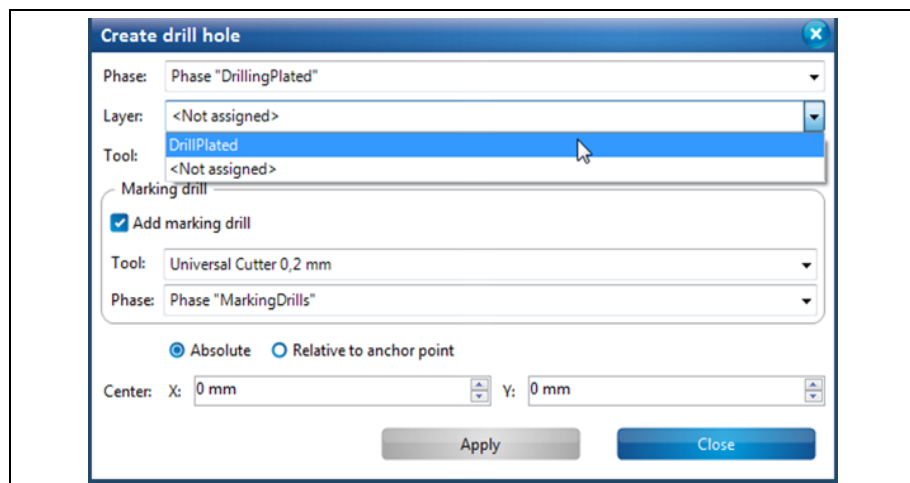 Create drill hole
Phase: Phase "DrillingPlated"
Layer: <Not assigned>
DrillPlated
Tool:
<Not assigned>
Marking drill
Add marking drill
Tool: Universal Cutter 0,2 mm
Phase: Phase "MarkingDrills"
Absolute Relative to anchor point
Center: X: 0 mm Y: 0 mm
Apply Close